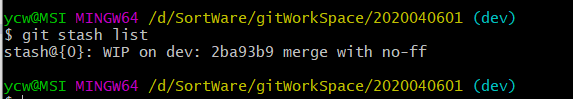 ycw@MSI MINGW64 /d/SortWare/gitWorkSpace/2020040601 (dev)
$ git stash list
stash@{0}: WIP on dev: 2ba93b9 merge with no-ff
ycw@MSI MINGW64 /d/SortWare/gitWorkSpace/2020040601 (dev)
$